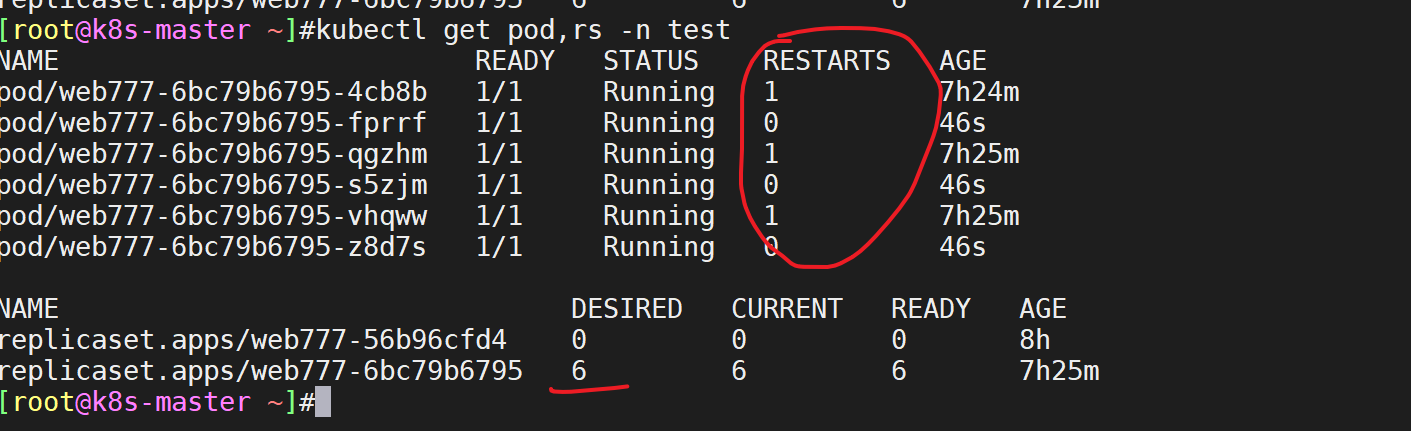 replicaset.apps/web777-6bc79b6795 6 6 6 7h25m
[root@k8s-master ~]#kubectl get pod,rs -n test
NAME READY STATUS RESTARTS AGE
pod/web777-6bc79b6795-4cb8b 1/1 Running 1 7h24m
pod/web777-6bc79b6795-fprrf 1/1 Running 0 46s
pod/web777-6bc79b6795-qgzhm 1/1 Running 1 7h25m
pod/web777-6bc79b6795-s5zjm 1/1 Running 0 46s
pod/web777-6bc79b6795-vhqww 1/1 Running 1 7h25m
pod/web777-6bc79b6795-z8d7s 1/1 Running 0 46s
NAME DESIRED CURRENT READY AGE
replicaset.apps/web777-56b96cfd4 0 0 0 8h
replicaset.apps/web777-6bc79b6795 6 6 6 7h25m
[root@k8s-master ~]#